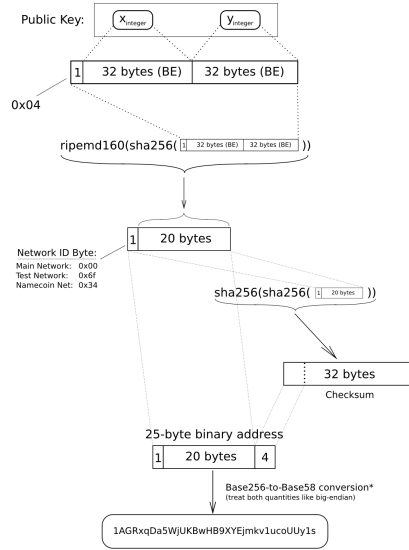 Public Key:
x integer
y integer
1
32 bytes (BE)
32 bytes (BE)
0x04
ripemd160(sha256( 1 32 bytes (BE) 32 bytes (BE) ))
1
20 bytes
Network ID Byte:
Main Network: 0x00
Test Network: 0x6f
Namecoin Net: 0x34
sha256(sha256( 1 20 bytes ))
32 bytes
Checksum
25-byte binary address
1
20 bytes
4
Base256-to-Base58 conversion*
(treat both quantities like big-endian)
1AGRxqDa5WjUKBwHB9XYEjmkv1ucoUUy1s